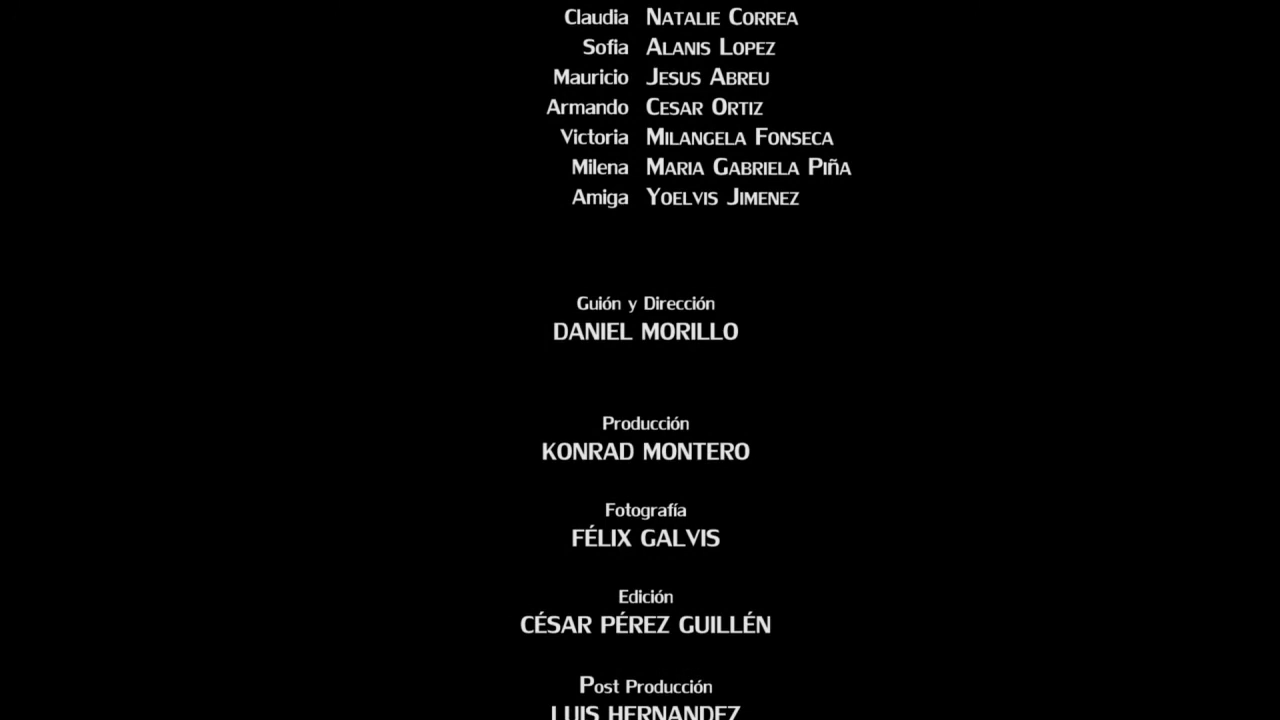 Claudia NATALIE CORREA
Sofia ALANIS LOPEZ
Mauricio JESUS ABREU
Armando CESAR ORTIZ
Victoria MILANGELA FONSECA
Milena MARIA GABRIELA PIñA
Amiga YOELVIS JIMENEZ
Guión y Dirección
DANIEL MORILLO
Producción
KONRAD MONTERO
Fotografía
FÉLIX GALVIS
Edición
CÉSAR PÉREZ GUILLÉN
POST Producción
LUIS HERNANDEZ